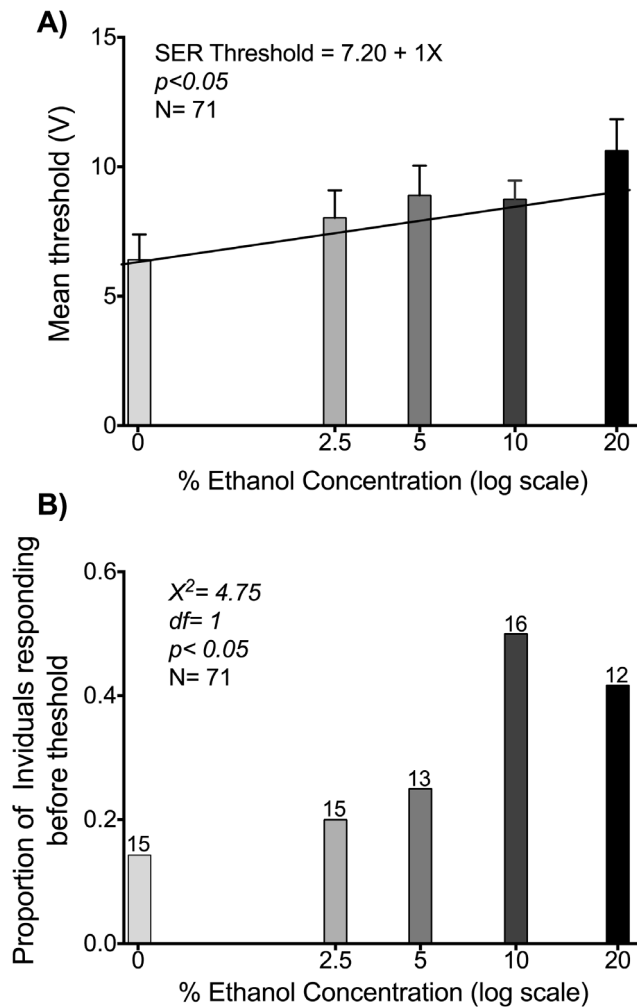 A)
15
10
5
0
Mean threshold (V)
SER Threshold = 7.20 + 1X
p<0.05
N= 71
0 2.5 5 10 20
% Ethanol Concentration (log scale)
B)
0.6
0.4
0.2
0.0
Proportion of Inviduals responding
before theshold
X²= 4.75
df= 1
p< 0.05
N= 71
15 15 13 16 12
0 2.5 5 10 20
% Ethanol Concentration (log scale)